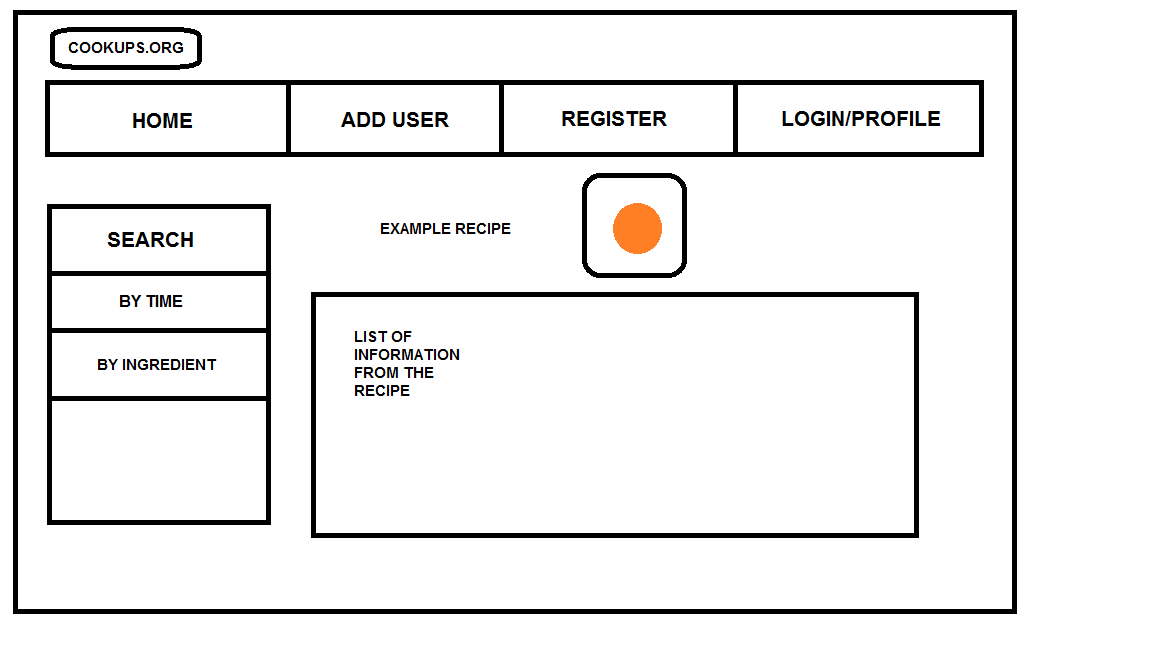 COOKUPS.ORG
HOME
ADD USER
REGISTER
LOGIN/PROFILE
SEARCH
BY TIME
BY INGREDIENT
EXAMPLE RECIPE
LIST OF
INFORMATION
FROM THE
RECIPE